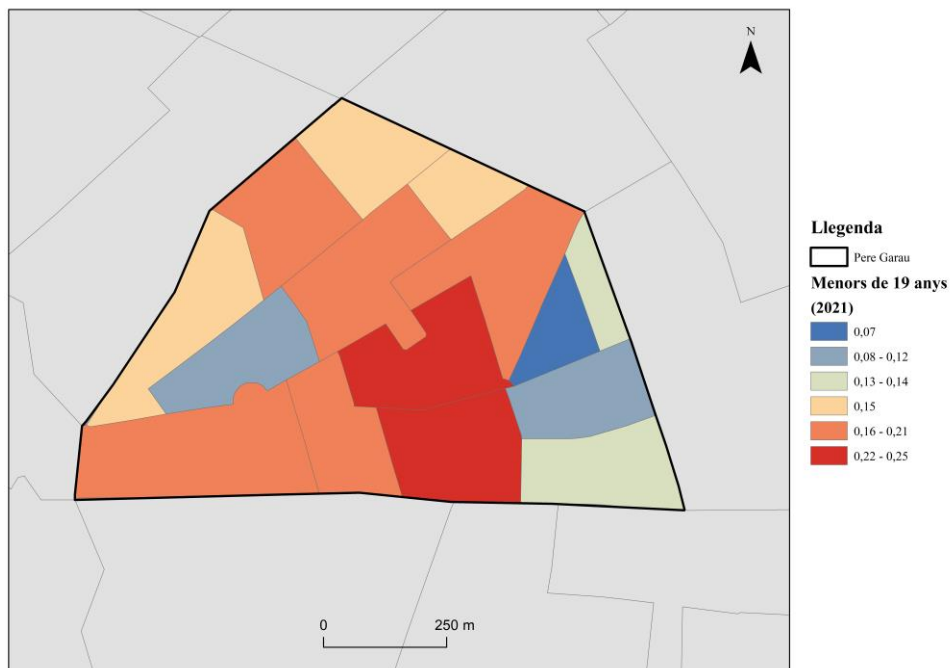 N
Llegenda
Pere Garau
Menors de 19 anys
(2021)
0,07
0,08 - 0,12
0,13 - 0,14
0,15
0,16 - 0,21
0,22 - 0,25
0 250 m